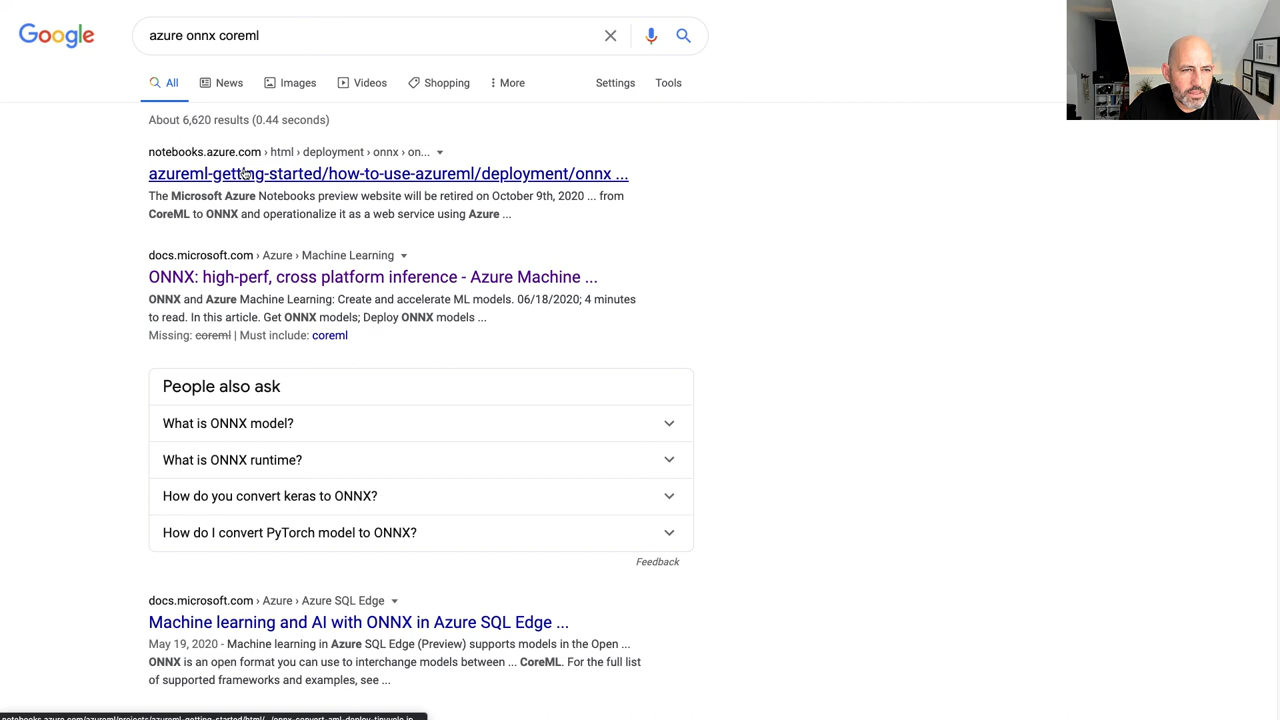 Google
azure onnx coreml
All
News
Images
Videos
Shopping
More
Settings
Tools
About 6,620 results (0.44 seconds)
notebooks.azure.com › html › deployment › onnx › on...
azureml-getting-started/how-to-use-azureml/deployment/onnx ...
The Microsoft Azure Notebooks preview website will be retired on October 9th, 2020 ... from
CoreML to ONNX and operationalize it as a web service using Azure ...
docs.microsoft.com › Azure › Machine Learning
ONNX: high-perf, cross platform inference - Azure Machine ...
ONNX and Azure Machine Learning: Create and accelerate ML models. 06/18/2020; 4 minutes
to read. In this article. Get ONNX models; Deploy ONNX models ...
Missing: coreml | Must include: coreml
People also ask
What is ONNX model?
What is ONNX runtime?
How do you convert keras to ONNX?
How do I convert PyTorch model to ONNX?
Feedback
docs.microsoft.com › Azure › Azure SQL Edge
Machine learning and AI with ONNX in Azure SQL Edge ...
May 19, 2020 - Machine learning in Azure SQL Edge (Preview) supports models in the Open ...
ONNX is an open format you can use to interchange models between ... CoreML. For the full list
of supported frameworks and examples, see ...